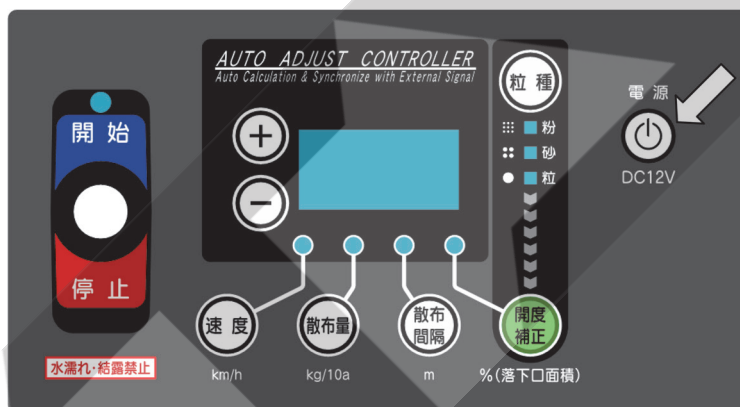 AUTO ADJUST CONTROLLER
Auto Calculation & Synchronize with External Signal
開始
停止
水濡れ・結露禁止
＋
－
粒種
粉
砂
粒
電源
DC12V
速度
km/h
散布量
kg/10a
散布
間隔
m
開度
補正
%(落下口面積)